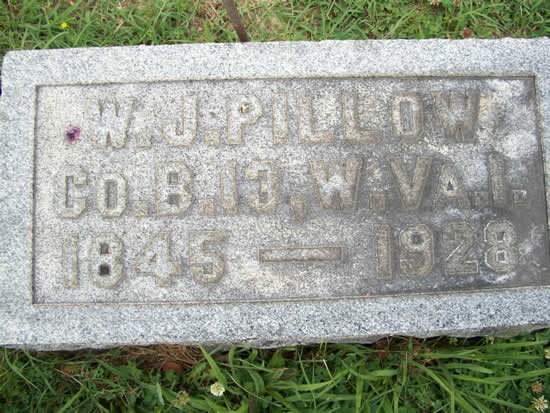 W. J. PILLOW
CO. B. 13, W. VA. I.
1845 — 1928